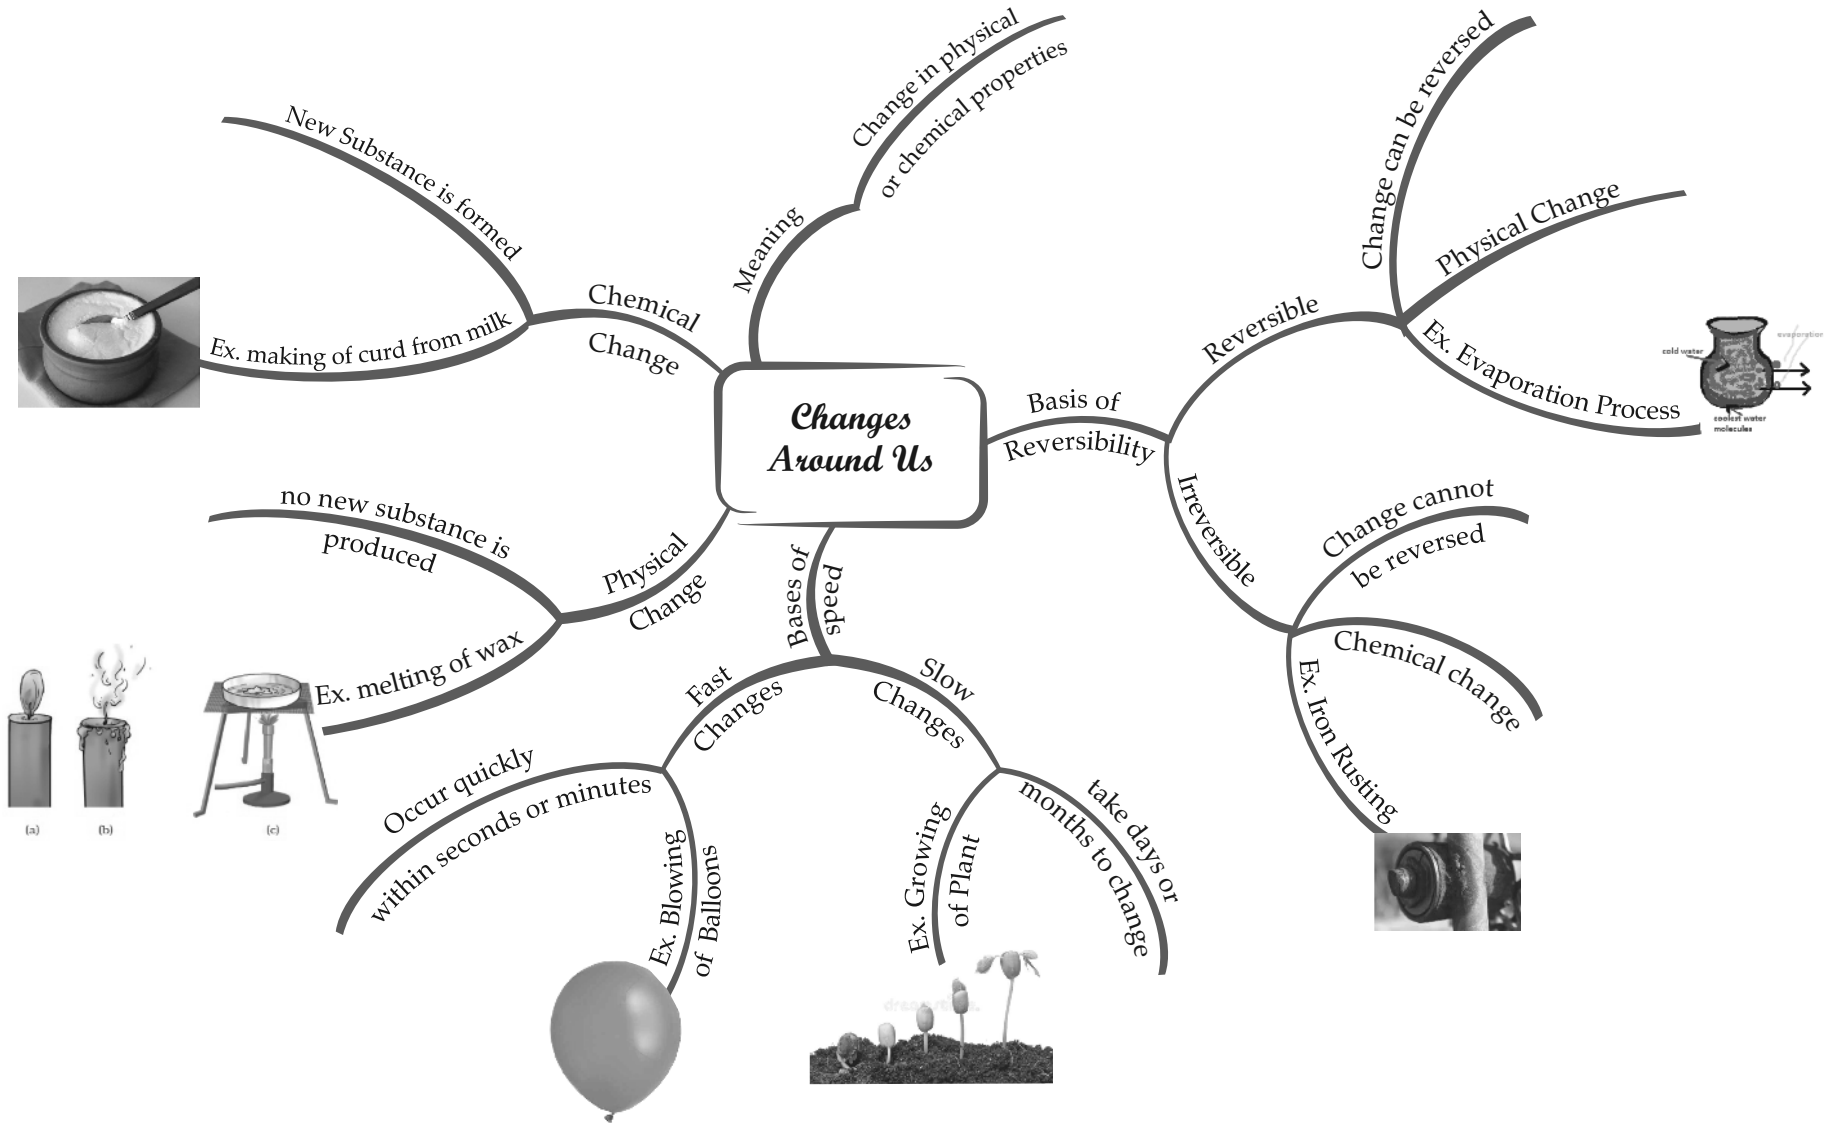 Changes
Around Us
Meaning
Change in physical
or chemical properties
Basis of
Reversibility
Reversible
Change can be reversed
Physical Change
Ex. Evaporation Process
cold water
evaporation
coolest water
molecules
Irreversible
Change cannot
be reversed
Chemical change
Ex. Iron Rusting
Bases of
speed
Slow
Changes
take days or
months to change
Ex. Growing
of Plant
Fast
Changes
Occur quickly
within seconds or minutes
Ex. Blowing
of Balloons
Physical
Change
no new substance is
produced
Ex. melting of wax
(a)
(b)
(c)
Chemical
Change
New Substance is formed
Ex. making of curd from milk